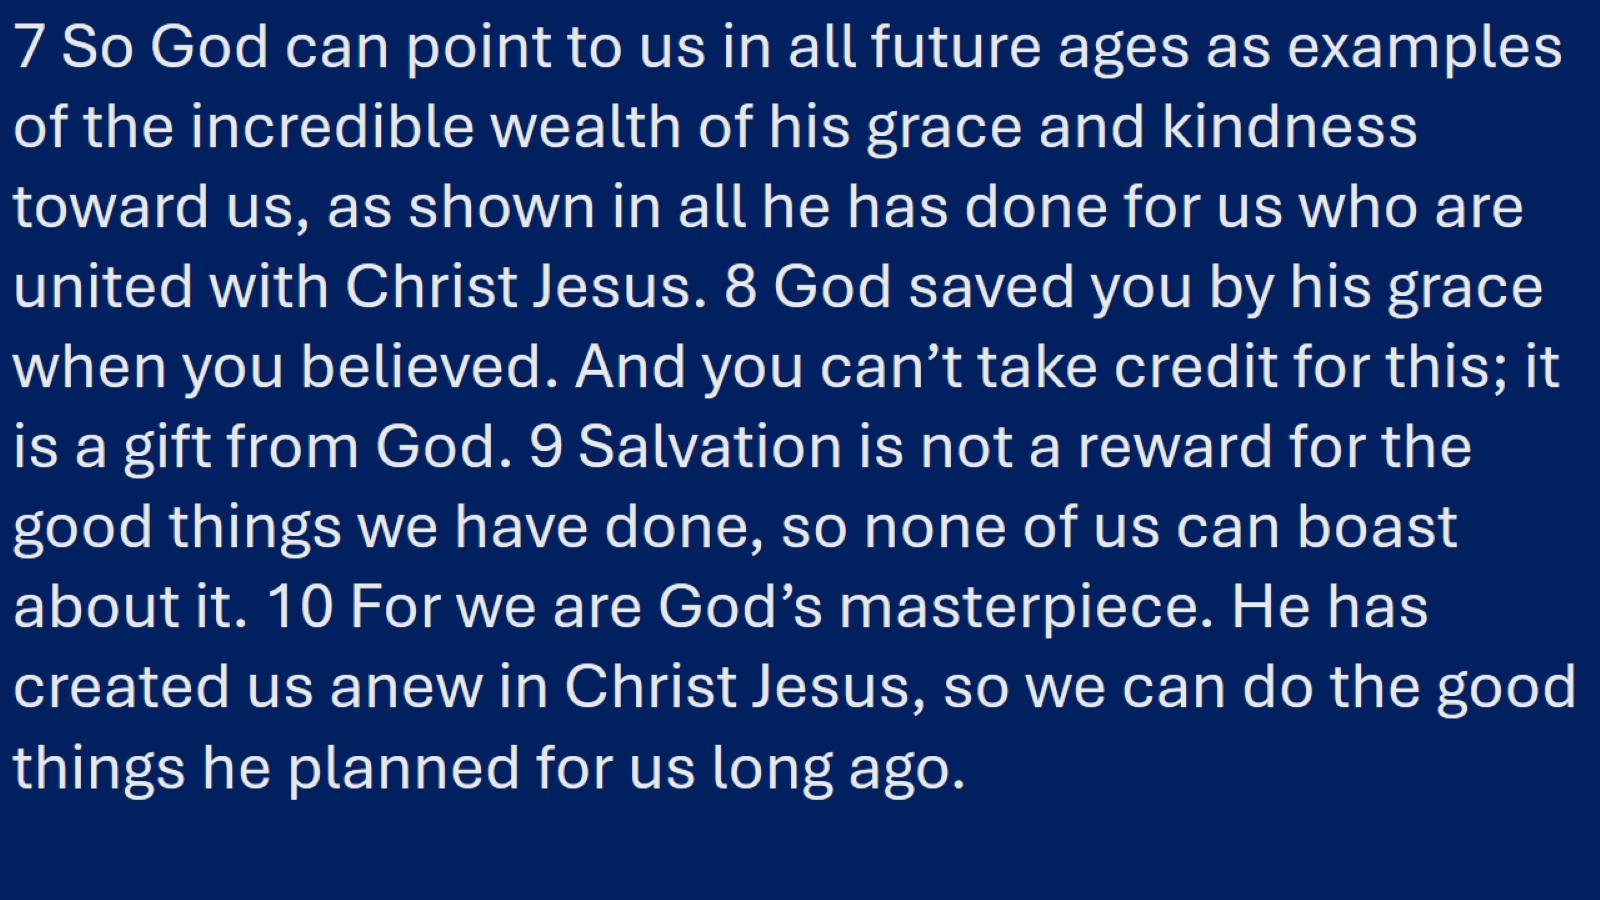 7 So God can point to us in all future ages as examples
of the incredible wealth of his grace and kindness
toward us, as shown in all he has done for us who are
united with Christ Jesus. 8 God saved you by his grace
when you believed. And you can’t take credit for this; it
is a gift from God. 9 Salvation is not a reward for the
good things we have done, so none of us can boast
about it. 10 For we are God’s masterpiece. He has
created us anew in Christ Jesus, so we can do the good
things he planned for us long ago.